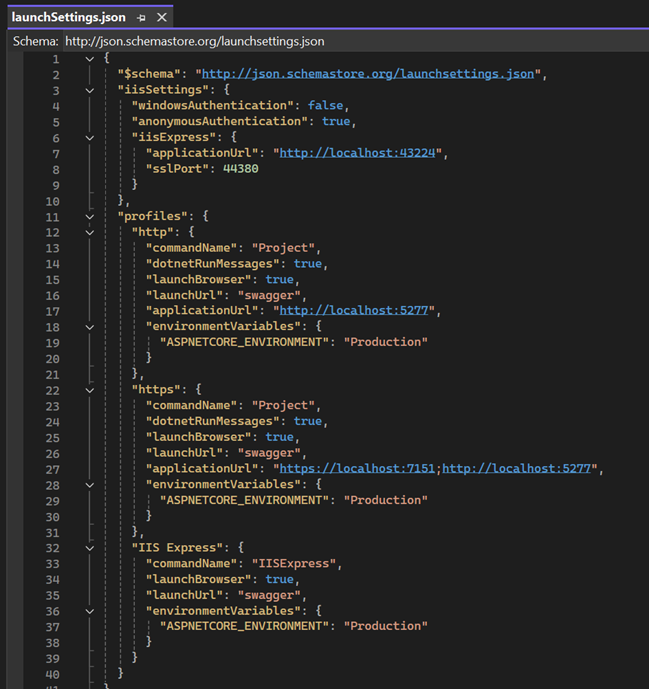 launchSettings.json
Schema: http://json.schemastore.org/launchsettings.json
1 {
2 "$schema": "http://json.schemastore.org/launchsettings.json",
3 "iisSettings": {
4 "windowsAuthentication": false,
5 "anonymousAuthentication": true,
6 "iisExpress": {
7 "applicationUrl": "http://localhost:43224",
8 "sslPort": 44380
9 }
10 },
11 "profiles": {
12 "http": {
13 "commandName": "Project",
14 "dotnetRunMessages": true,
15 "launchBrowser": true,
16 "launchUrl": "swagger",
17 "applicationUrl": "http://localhost:5277",
18 "environmentVariables": {
19 "ASPNETCORE_ENVIRONMENT": "Production"
20 }
21 },
22 "https": {
23 "commandName": "Project",
24 "dotnetRunMessages": true,
25 "launchBrowser": true,
26 "launchUrl": "swagger",
27 "applicationUrl": "https://localhost:7151;http://localhost:5277",
28 "environmentVariables": {
29 "ASPNETCORE_ENVIRONMENT": "Production"
30 }
31 },
32 "IIS Express": {
33 "commandName": "IISExpress",
34 "launchBrowser": true,
35 "launchUrl": "swagger",
36 "environmentVariables": {
37 "ASPNETCORE_ENVIRONMENT": "Production"
38 }
39 }
40 }
41 }